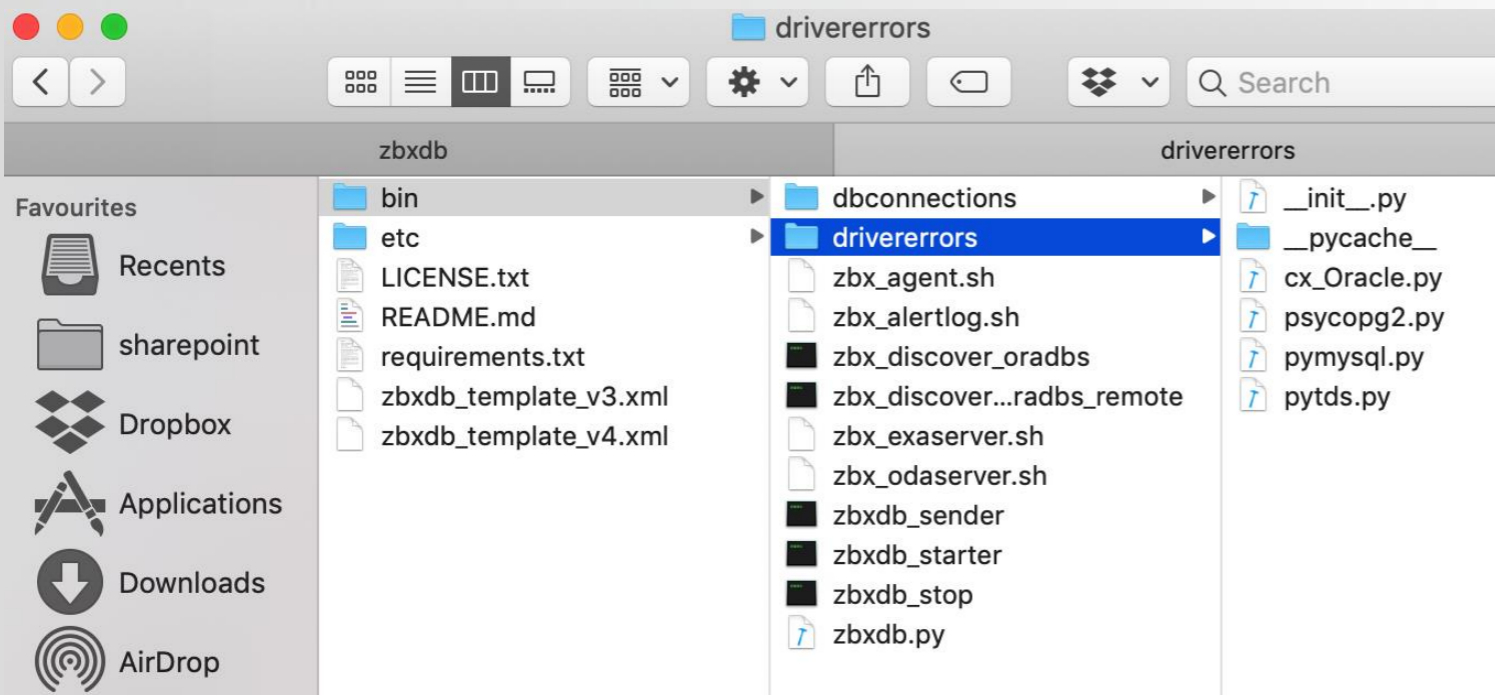 drivererrors
Search
zbxdb
drivererrors
Favourites
Recents
sharepoint
Dropbox
Applications
Downloads
AirDrop
bin
etc
LICENSE.txt
README.md
requirements.txt
zbxdb_template_v3.xml
zbxdb_template_v4.xml
dbconnections
drivererrors
zbx_agent.sh
zbx_alertlog.sh
zbx_discover_oradbs
zbx_discover...radbs_remote
zbx_exaserver.sh
zbx_odaserver.sh
zbxdb_sender
zbxdb_starter
zbxdb_stop
zbxdb.py
__init__.py
__pycache__
cx_Oracle.py
psycopg2.py
pymysql.py
pytds.py